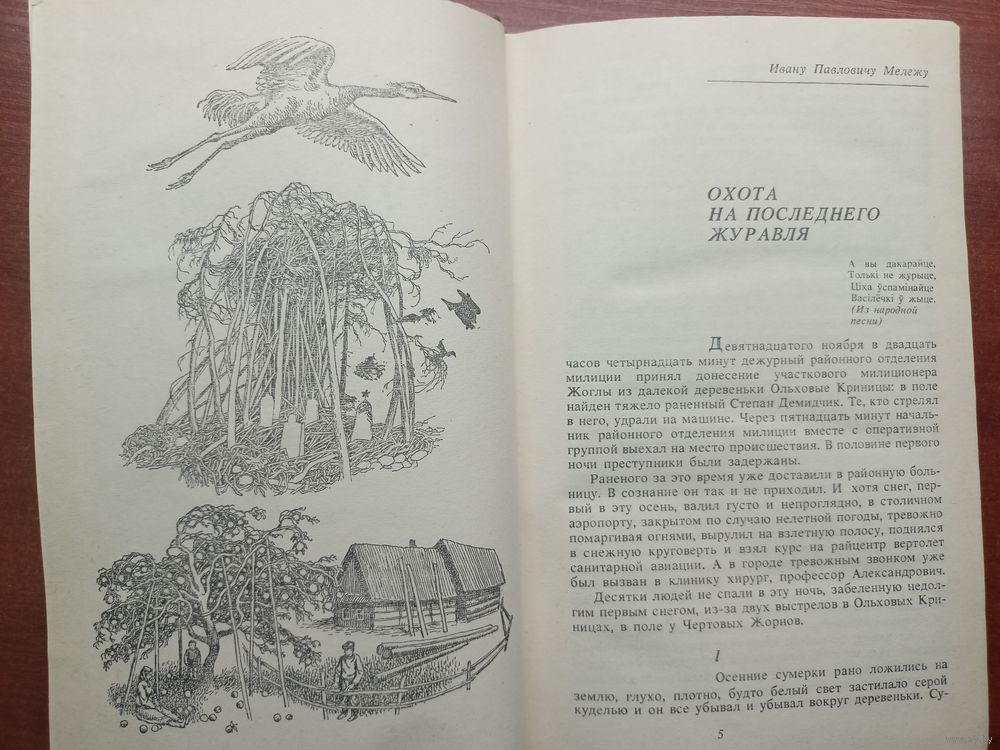 Ивану Павловичу Мележу
ОХОТА
НА ПОСЛЕДНЕГО
ЖУРАВЛЯ
А вы дакарайце,
Толькі не журыце,
Ціха ўспамінайце
Васілёчкі ў жыце.
(Из народной
песни)
Девятнадцатого ноября в двадцать
часов четырнадцать минут дежурный районного отделения
милиции принял донесение участкового милиционера
Жоглы из далекой деревеньки Ольховые Криницы: в поле
найден тяжело раненный Степан Демидчик. Те, кто стрелял
в него, удрали на машине. Через пятнадцать минут началь-
ник районного отделения милиции вместе с оперативной
группой выехал на место происшествия. В половине первого
ночи преступники были задержаны.
Раненого за это время уже доставили в районную боль-
ницу. В сознание он так и не приходил. И хотя снег, пер-
вый в эту осень, валил густо и непроглядно, в столичном
аэропорту, закрытом по случаю нелетной погоды, тревожно
помаргивая огнями, вырулил на взлетную полосу, поднялся
в снежную круговерть и взял курс на райцентр вертолет
санитарной авиации. А в городе тревожным звонком уже
был вызван в клинику хирург, профессор Александрович.
Десятки людей не спали в эту ночь, забеленную недол-
гим первым снегом, из-за двух выстрелов в Ольховых Кри-
ницах, в поле у Чертовых Жорнов.
I
Осенние сумерки рано ложились на
землю, глухо, плотно, будто белый свет застилало серой
куделью и он все убывал и убывал вокруг деревеньки. Су-
5